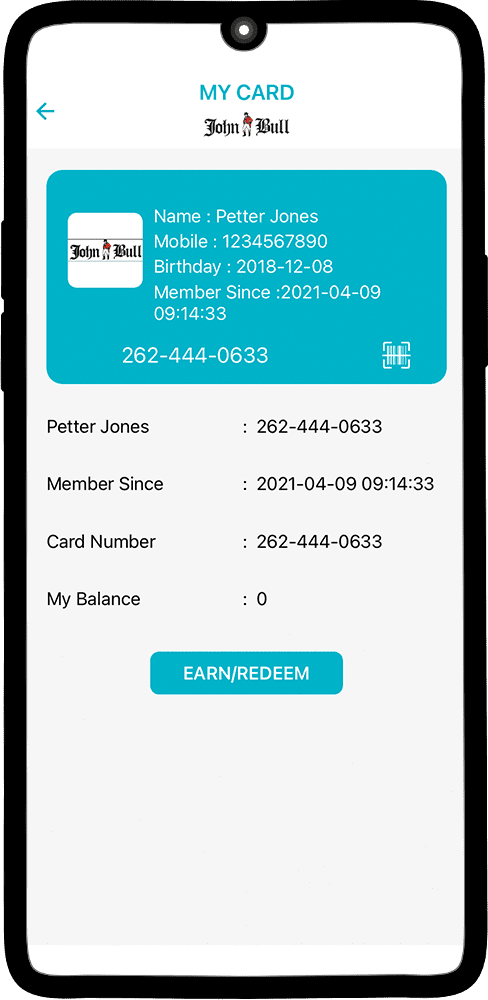 MY CARD
John Bull
John Bull
Name : Petter Jones
Mobile : 1234567890
Birthday : 2018-12-08
Member Since :2021-04-09
09:14:33
262-444-0633
Petter Jones : 262-444-0633
Member Since : 2021-04-09 09:14:33
Card Number : 262-444-0633
My Balance : 0
EARN/REDEEM